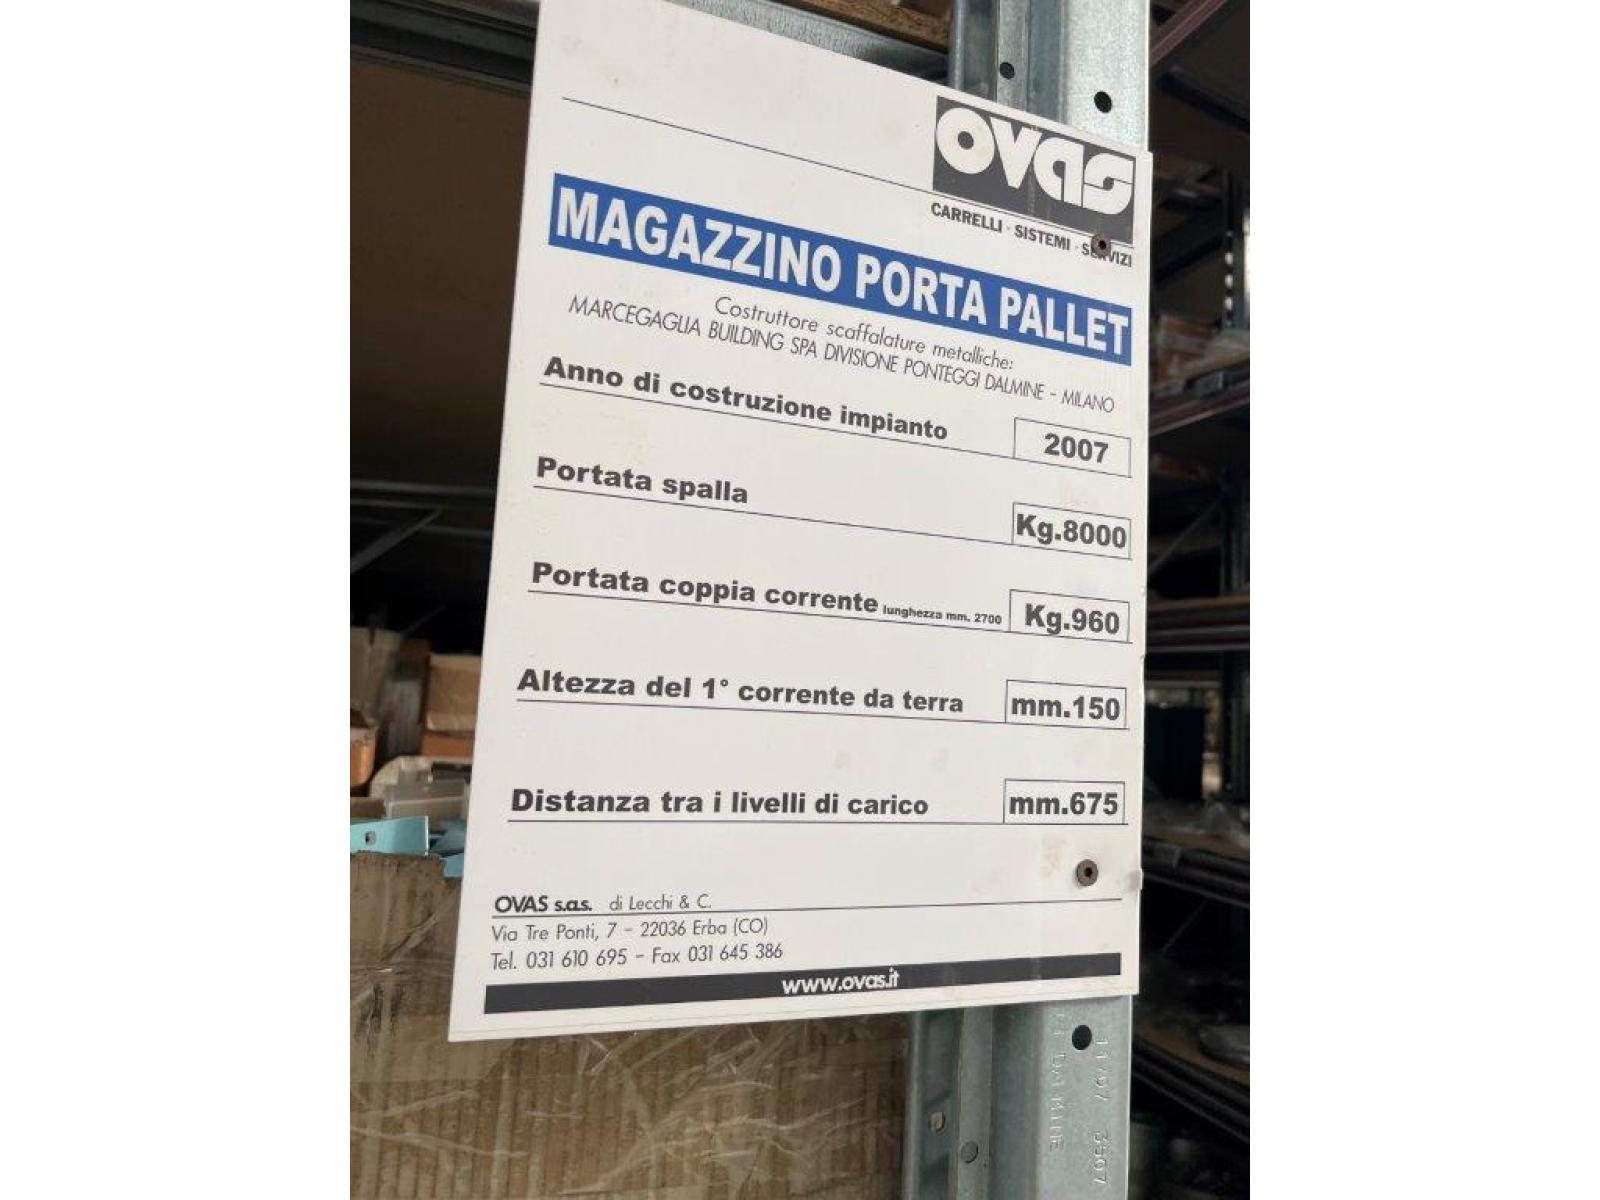 OVAS
CARRELLI · SISTEMI · SERVIZI
MAGAZZINO PORTA PALLET
Costruttore scaffalature metalliche:
MARCEGAGLIA BUILDING SPA DIVISIONE PONTEGGI DALMINE - MILANO
Anno di costruzione impianto 2007
Portata spalla Kg.8000
Portata coppia corrente lunghezza mm. 2700 Kg.960
Altezza del 1° corrente da terra mm.150
Distanza tra i livelli di carico mm.675
OVAS s.a.s. di Lecchi & C.
Via Tre Ponti, 7 - 22036 Erba (CO)
Tel. 031 610 695 - Fax 031 645 386
www.ovas.it
DALMINE